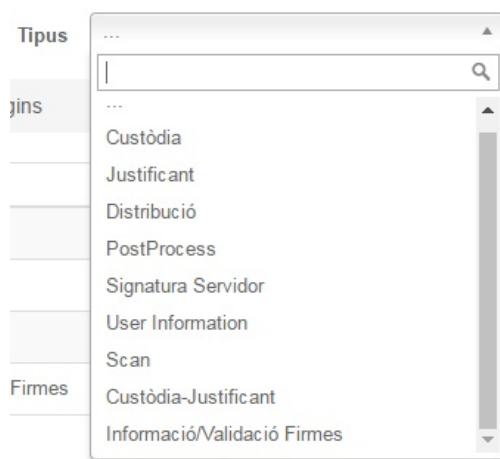 Tipus ...
gins
...
Custòdia
Justificant
Distribució
PostProcess
Signatura Servidor
User Information
Scan
Firmes
Custòdia-Justificant
Informació/Validació Firmes